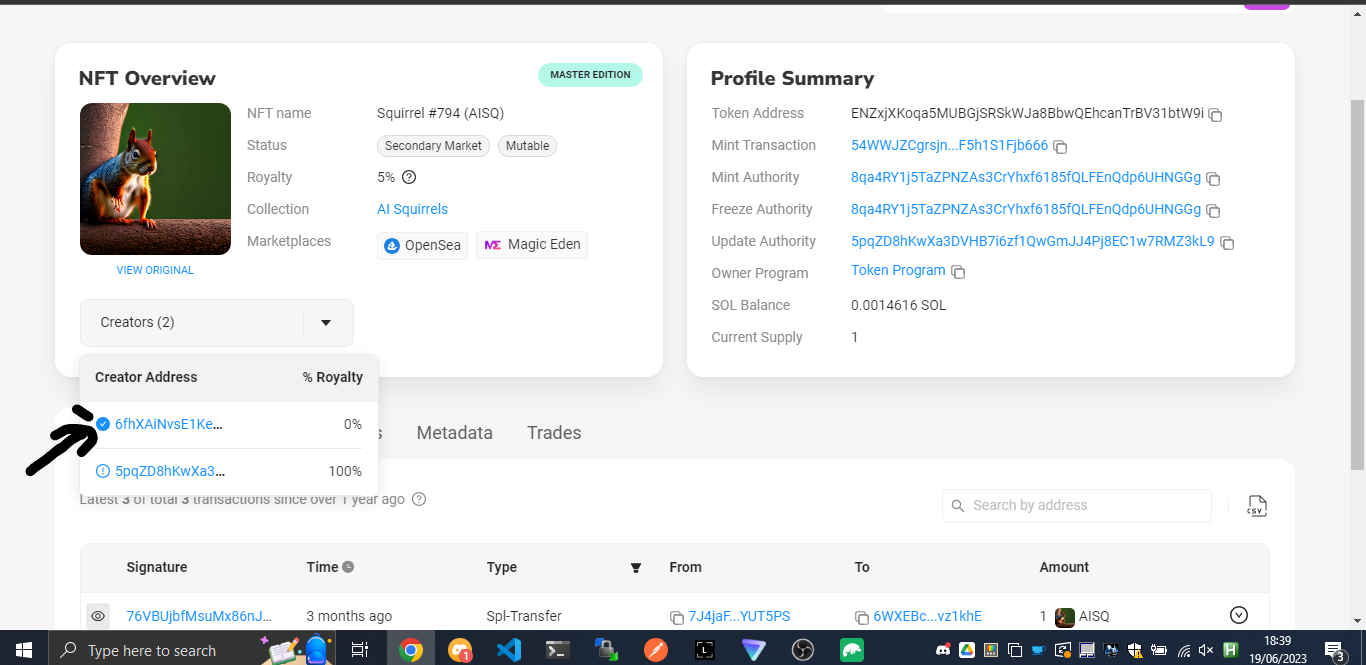 NFT Overview
MASTER EDITION
NFT name Squirrel #794 (AISQ)
Status Secondary Market Mutable
Royalty 5%
Collection AI Squirrels
Marketplaces OpenSea Magic Eden
VIEW ORIGINAL
Creators (2)
Creator Address % Royalty
6fhXAiNvsE1Ke... 0%
5pqZD8hKwXa3... 100%
Profile Summary
Token Address ENZxjXKoqa5MUBGjSRSkWJa8BbwQEhcanTrBV31btW9i
Mint Transaction 54WWJZCgrsjn...F5h1S1Fjb666
Mint Authority 8qa4RY1j5TaZPNZAs3CrYhxf6185fQLFEnQdp6UHNGGg
Freeze Authority 8qa4RY1j5TaZPNZAs3CrYhxf6185fQLFEnQdp6UHNGGg
Update Authority 5pqZD8hKwXa3DVHB7i6zf1QwGmJJ4Pj8EC1w7RMZ3kL9
Owner Program Token Program
SOL Balance 0.0014616 SOL
Current Supply 1
s Metadata Trades
Latest 3 of total 3 transactions since over 1 year ago
Search by address
CSV
Signature Time Type From To Amount
76VBUjbfMsuMx86nJ... 3 months ago Spl-Transfer 7J4jaF...YUT5PS 6WXEBc...vz1khE 1 AISQ
Type here to search
1
18:39
19/06/2023
3